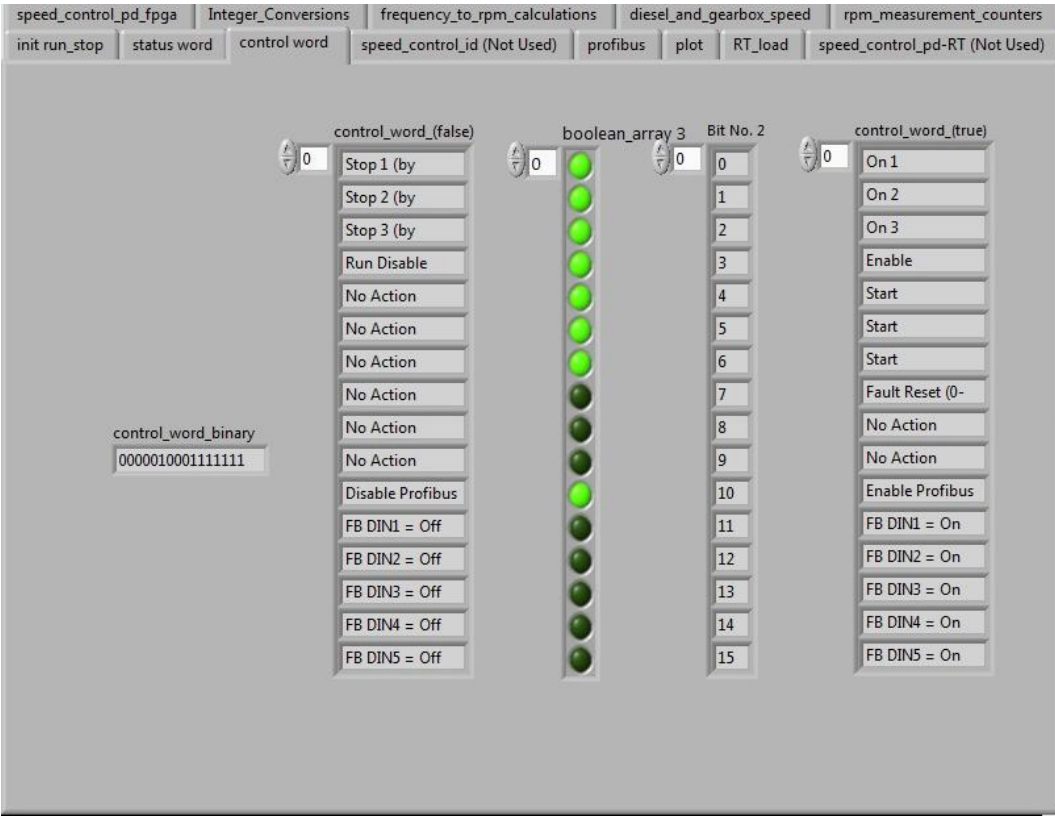 speed_control_pd_fpga Integer_Conversions frequency_to_rpm_calculations diesel_and_gearbox_speed rpm_measurement_counters
init run_stop status word control word speed_control_id (Not Used) profibus plot RT_load speed_control_pd-RT (Not Used)
control_word_(false) boolean_array 3 Bit No. 2 control_word_(true)
0 Stop 1 (by 0 0 0 0 On 1
Stop 2 (by 1 On 2
Stop 3 (by 2 On 3
Run Disable 3 Enable
No Action 4 Start
No Action 5 Start
No Action 6 Start
No Action 7 Fault Reset (0-
control_word_binary No Action 8 No Action
0000010001111111 No Action 9 No Action
Disable Profibus 10 Enable Profibus
FB DIN1 = Off 11 FB DIN1 = On
FB DIN2 = Off 12 FB DIN2 = On
FB DIN3 = Off 13 FB DIN3 = On
FB DIN4 = Off 14 FB DIN4 = On
FB DIN5 = Off 15 FB DIN5 = On